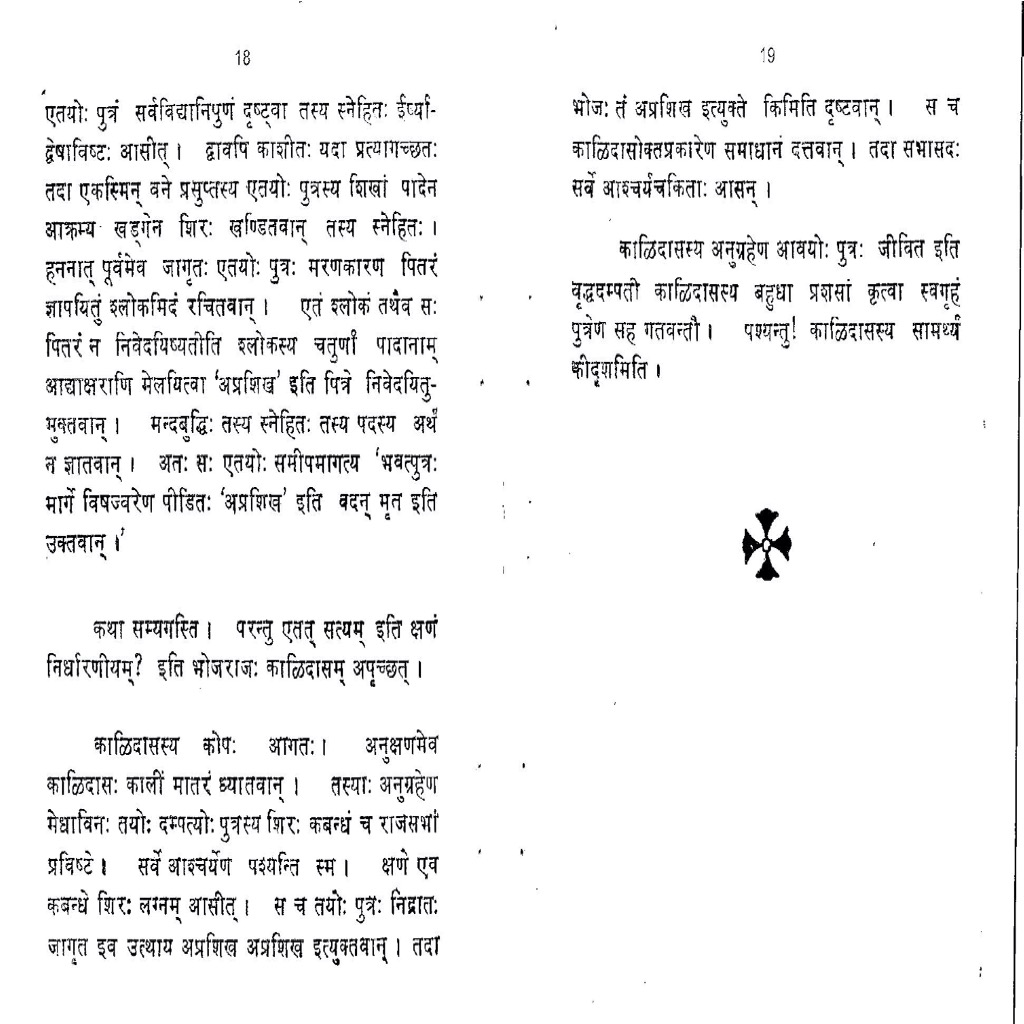 18
एतयोः पुत्रं सर्वविद्यानिपुणं दृष्ट्वा तस्य स्नेहितः ईर्ष्या-
द्वेषाविष्टः आसीत् । द्वावपि काशीतः यदा प्रत्यागच्छतः
तदा एकस्मिन् वने प्रसुप्तस्य एतयोः पुत्रस्य शिखां पादेन
आक्रम्य खड्गेन शिरः खण्डितवान् तस्य स्नेहितः ।
हननात् पूर्वमेव जागृतः एतयोः पुत्रः मरणकारण पितरं
ज्ञापयितुं श्लोकमिदं रचितवान् । एतं श्लोकं तथैव सः
पितरं न निवेदयिष्यतीति श्लोकस्य चतुर्णां पादानाम्
आद्याक्षराणि मेलयित्वा ‘अप्रशिख’ इति पित्रे निवेदयितु-
मुक्तवान् । मन्दबुद्धिः तस्य स्नेहितः तस्य पदस्य अर्थं
न ज्ञातवान् । अतः सः एतयोः समीपमागत्य ‘भवत्पुत्रः
मार्गे विषज्वरेण पीडितः ‘अप्रशिख’ इति वदन् मृत इति
उक्तवान् ।’
कथा सम्यगस्ति । परन्तु एतत् सत्यम् इति क्षणं
निर्धारणीयम्? इति भोजराजः काळिदासम् अपृच्छत् ।
काळिदासस्य कोपः आगतः । अनुक्षणमेव
काळिदासः कालीं मातरं ध्यातवान् । तस्याः अनुग्रहेण
मेधाविनः तयोः दम्पत्योः पुत्रस्य शिरः कबन्धं च राजसभां
प्रविष्टे । सर्वे आश्चर्येण पश्यन्ति स्म । क्षणे एव
कबन्धे शिरः लग्नम् आसीत् । स च तयोः पुत्रः निद्रातः
जागृत इव उत्थाय अप्रशिख अप्रशिख इत्युक्तवान् । तदा
19
भोजः तं अप्रशिख इत्युक्ते किमिति दृष्टवान् । स च
काळिदासोक्तप्रकारेण समाधानं दत्तवान् । तदा सभासदः
सर्वे आश्चर्यचकिताः आसन् ।
काळिदासस्य अनुग्रहेण आवयोः पुत्रः जीवित इति
वृद्धदम्पती काळिदासस्य बहुधा प्रशसां कृत्वा स्वगृहं
पुत्रेण सह गतवन्तौ । पश्यन्तु! काळिदासस्य सामर्थ्यं
कीदृशमिति ।